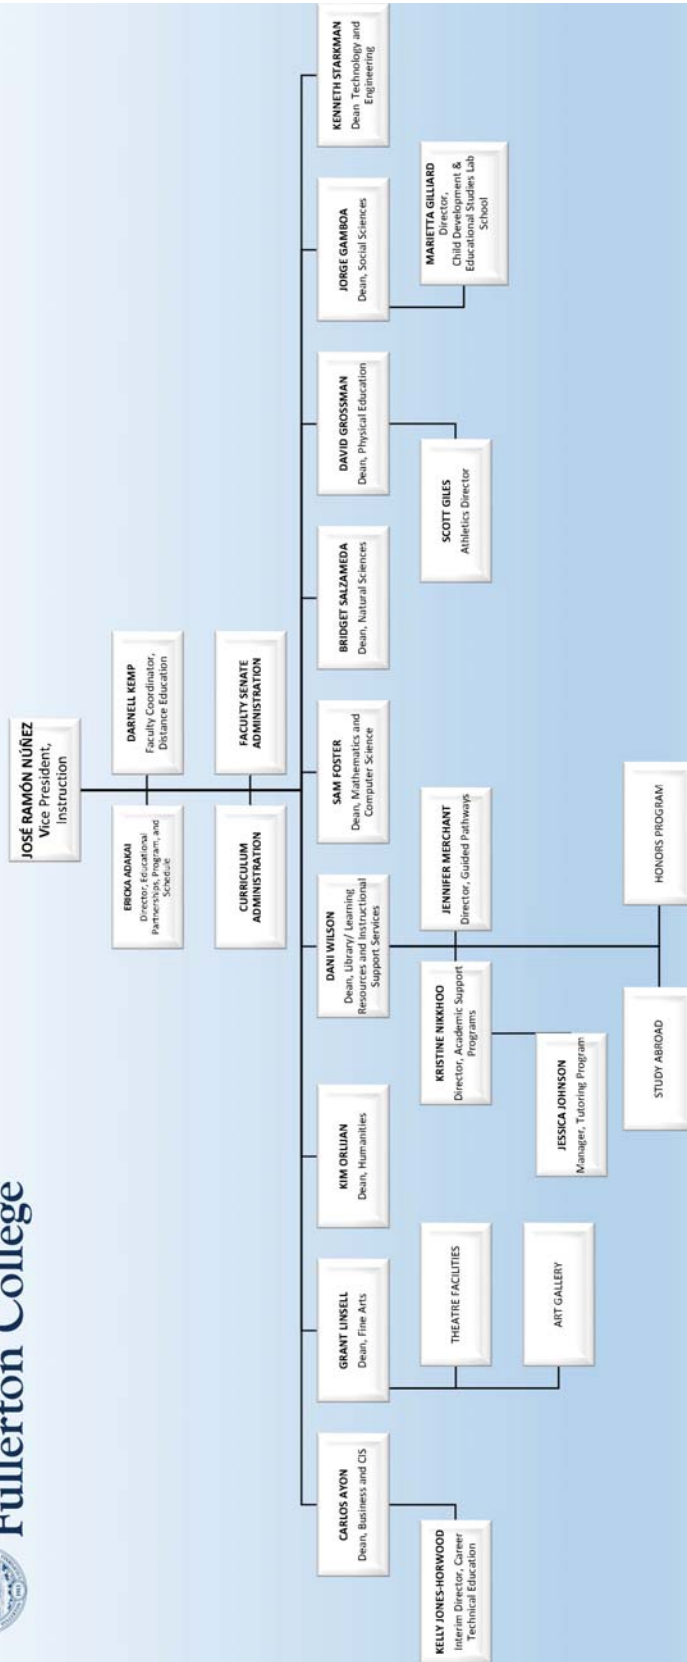 Fullerton College
JOSÉ RAMÓN NÚÑEZ
Vice President,
Instruction
ERICKA ADAKAI
Director, Educational
Partnerships, Program, and
Schedule
DARNELL KEMP
Faculty Coordinator,
Distance Education
CURRICULUM
ADMINISTRATION
FACULTY SENATE
ADMINISTRATION
CARLOS AYON
Dean, Business and CIS
GRANT LINSELL
Dean, Fine Arts
KIM ORLIJAN
Dean, Humanities
DANI WILSON
Dean, Library/ Learning
Resources and Instructional
Support Services
SAM FOSTER
Dean, Mathematics and
Computer Science
BRIDGET SALZAMEDA
Dean, Natural Sciences
DAVID GROSSMAN
Dean, Physical Education
JORGE GAMBOA
Dean, Social Sciences
KENNETH STARKMAN
Dean Technology and
Engineering
KELLY JONES-HORWOOD
Interim Director, Career
Technical Education
THEATRE FACILITIES
KRISTINE NIKKHOO
Director, Academic Support
Programs
JENNIFER MERCHANT
Director, Guided Pathways
SCOTT GILES
Athletics Director
MARIETTA GILLIARD
Director,
Child Development &
Educational Studies Lab
School
ART GALLERY
JESSICA JOHNSON
Manager, Tutoring Program
STUDY ABROAD
HONORS PROGRAM